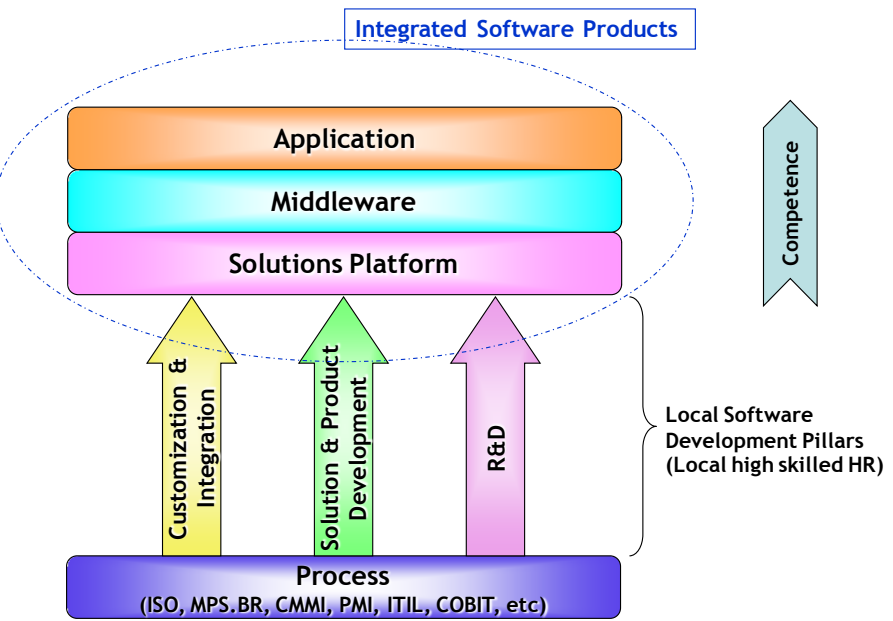 Integrated Software Products
Application
Middleware
Solutions Platform
Competence
Customization &
Integration
Solution & Product
Development
R&D
Local Software
Development Pillars
(Local high skilled HR)
Process
(ISO, MPS.BR, CMMI, PMI, ITIL, COBIT, etc)